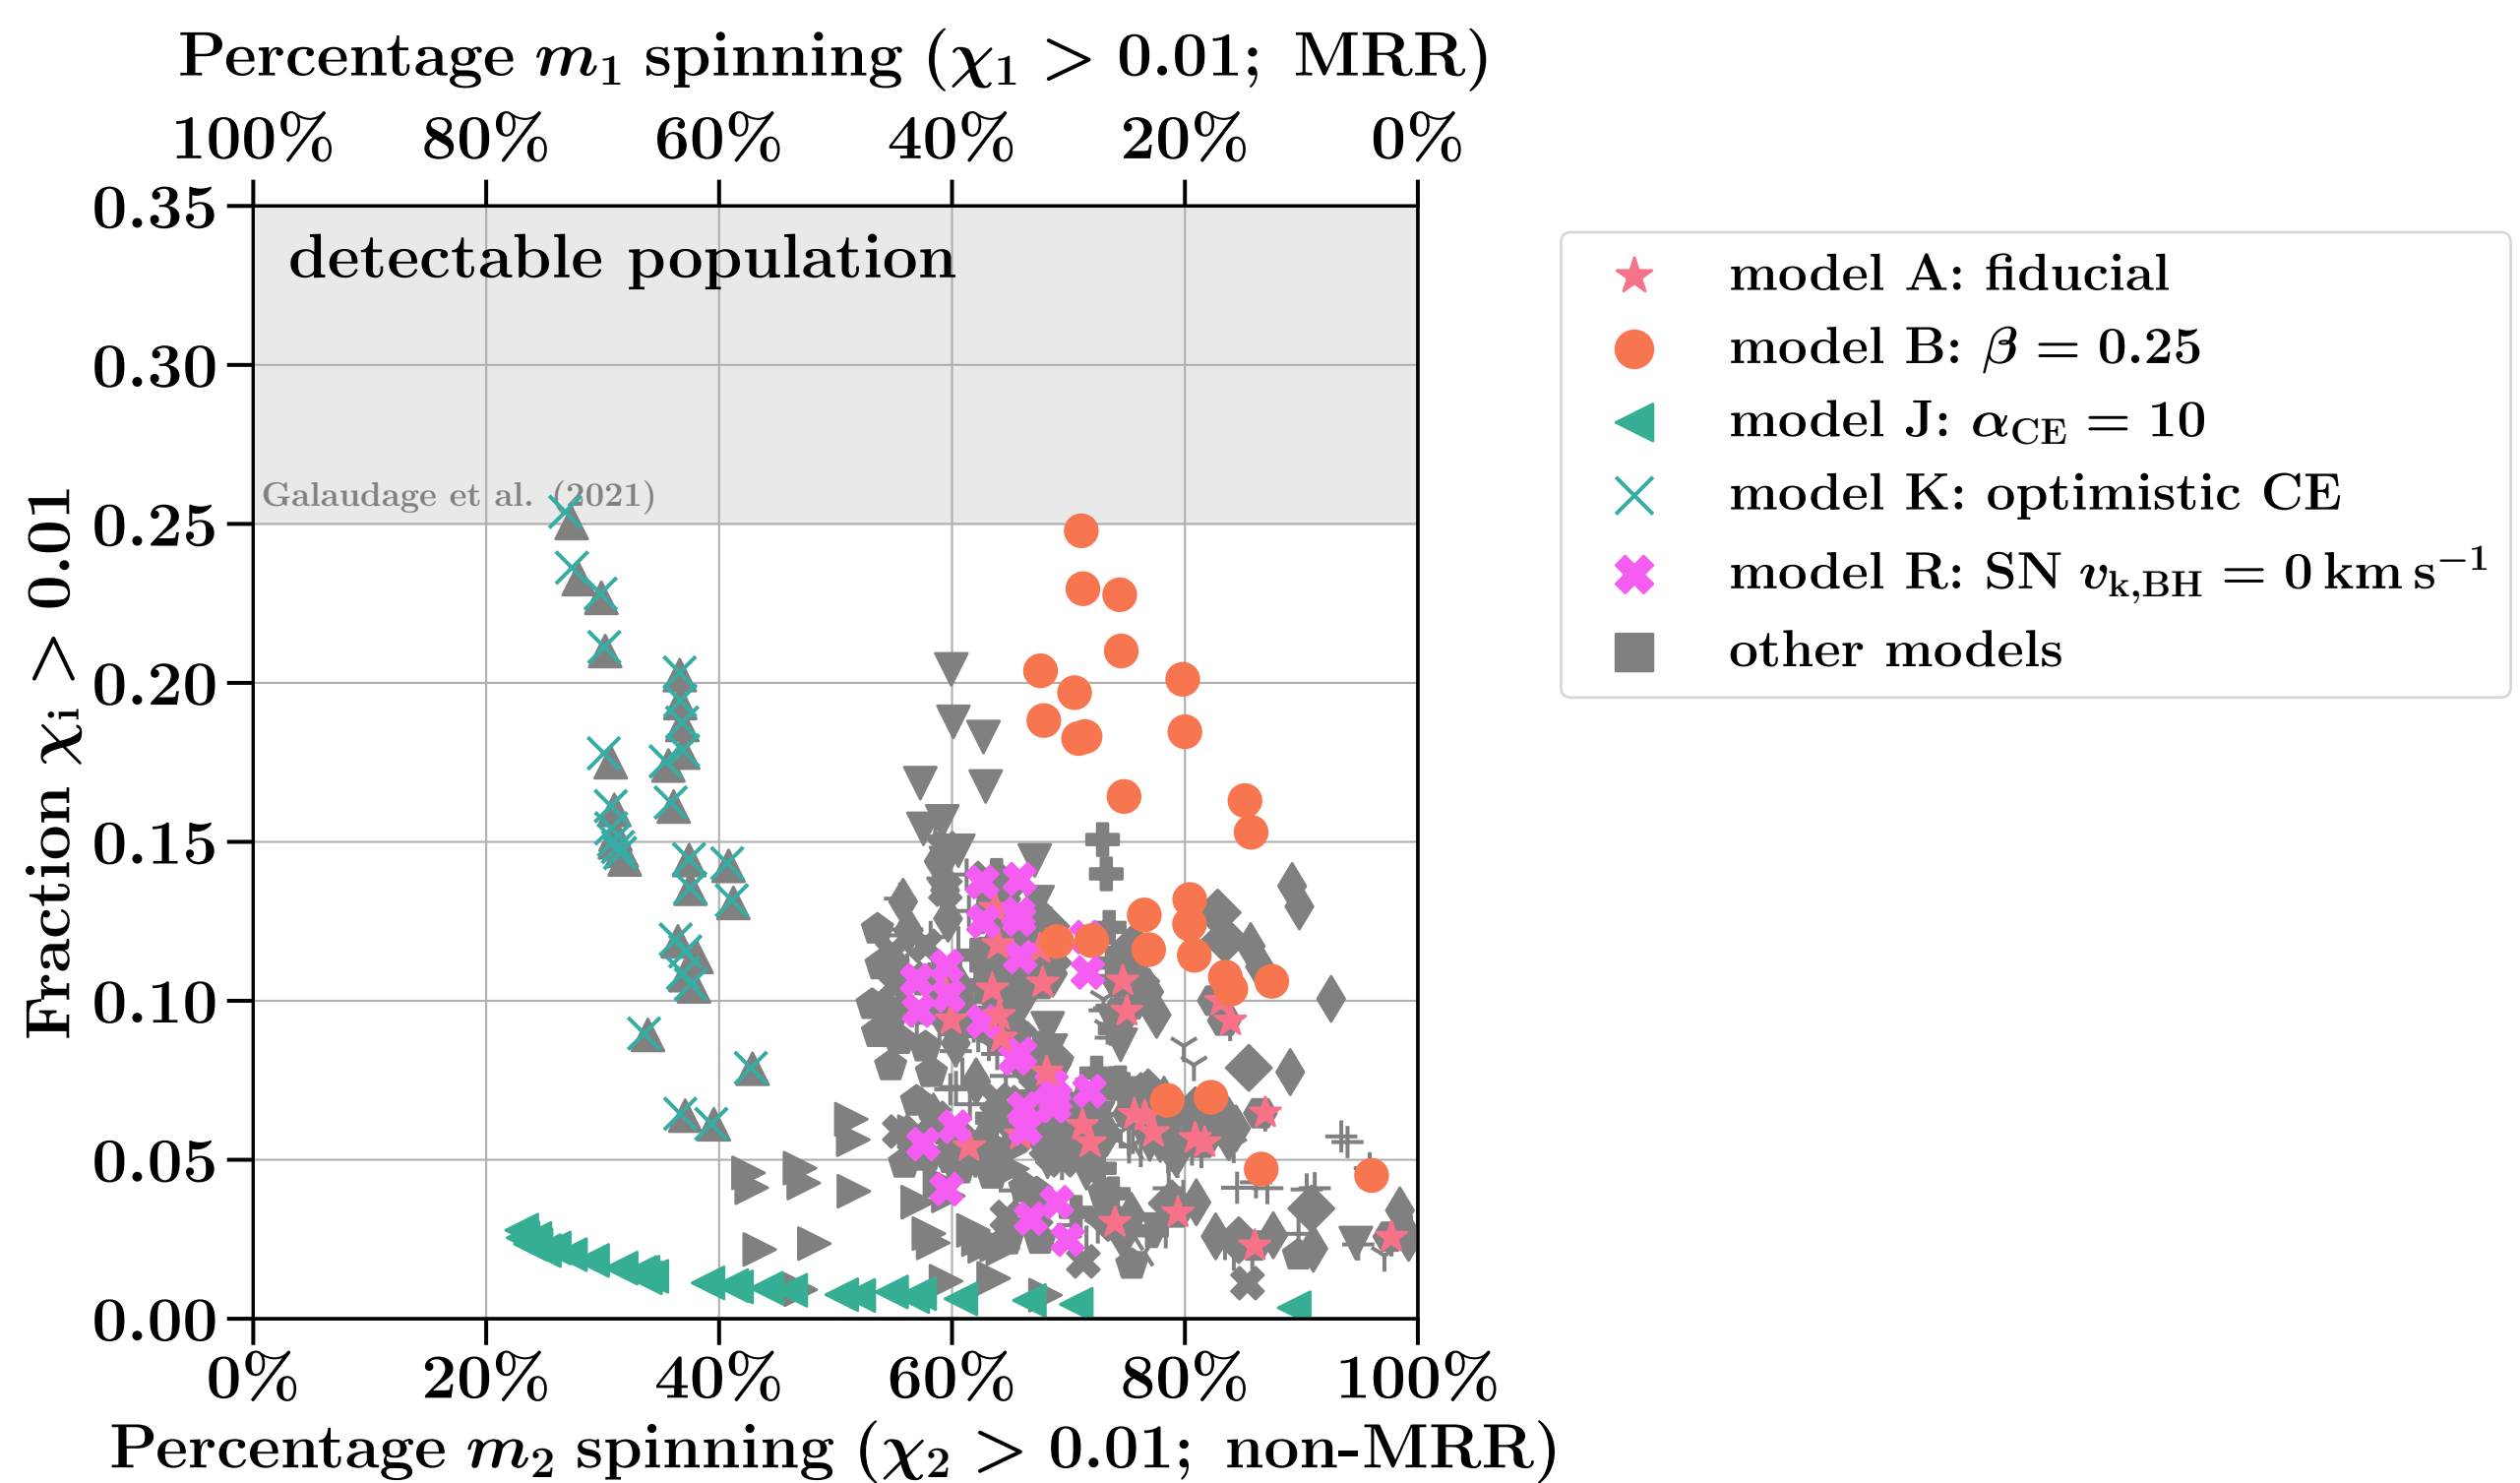 Percentage m₁ spinning (χ₁ > 0.01; MRR)
100% 80% 60% 40% 20% 0%
0.35
0.30
0.25
0.20
0.15
0.10
0.05
0.00
Fraction χᵢ > 0.01
detectable population
Galaudage et al. (2021)
0% 20% 40% 60% 80% 100%
Percentage m₂ spinning (χ₂ > 0.01; non-MRR)
model A: fiducial
model B: β = 0.25
model J: α_CE = 10
model K: optimistic CE
model R: SN v_k,BH = 0 km s⁻¹
other models